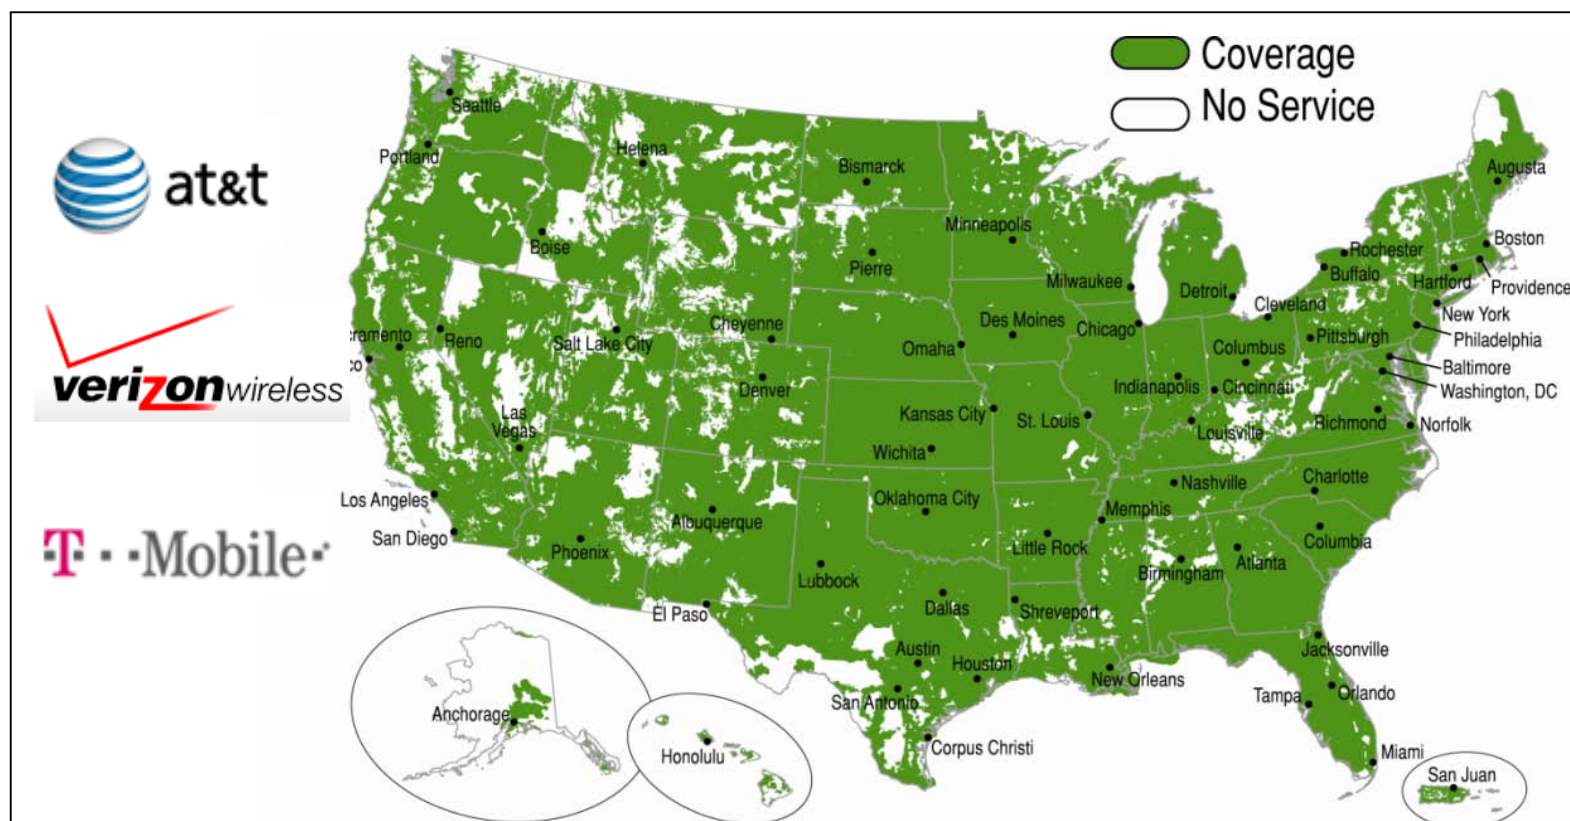 Coverage
No Service
at&t
verizonwireless
T··Mobile·
Seattle
Portland
Helena
Bismarck
Boise
Minneapolis
Pierre
Augusta
Boston
Rochester
Buffalo
Hartford
Providence
Milwaukee
Detroit
Cleveland
New York
Philadelphia
Pittsburgh
Baltimore
Washington, DC
cramento
co
Reno
Salt Lake City
Cheyenne
Denver
Omaha
Des Moines
Chicago
Columbus
Indianapolis
Cincinnati
Las
Vegas
Kansas City
St. Louis
Louisville
Richmond
Norfolk
Wichita
Los Angeles
San Diego
Phoenix
Albuquerque
Oklahoma City
Nashville
Charlotte
Memphis
Little Rock
Columbia
Lubbock
Birmingham
Atlanta
El Paso
Dallas
Shreveport
Austin
Houston
Jacksonville
San Antonio
New Orleans
Tampa
Orlando
Corpus Christi
Miami
Anchorage
Honolulu
San Juan